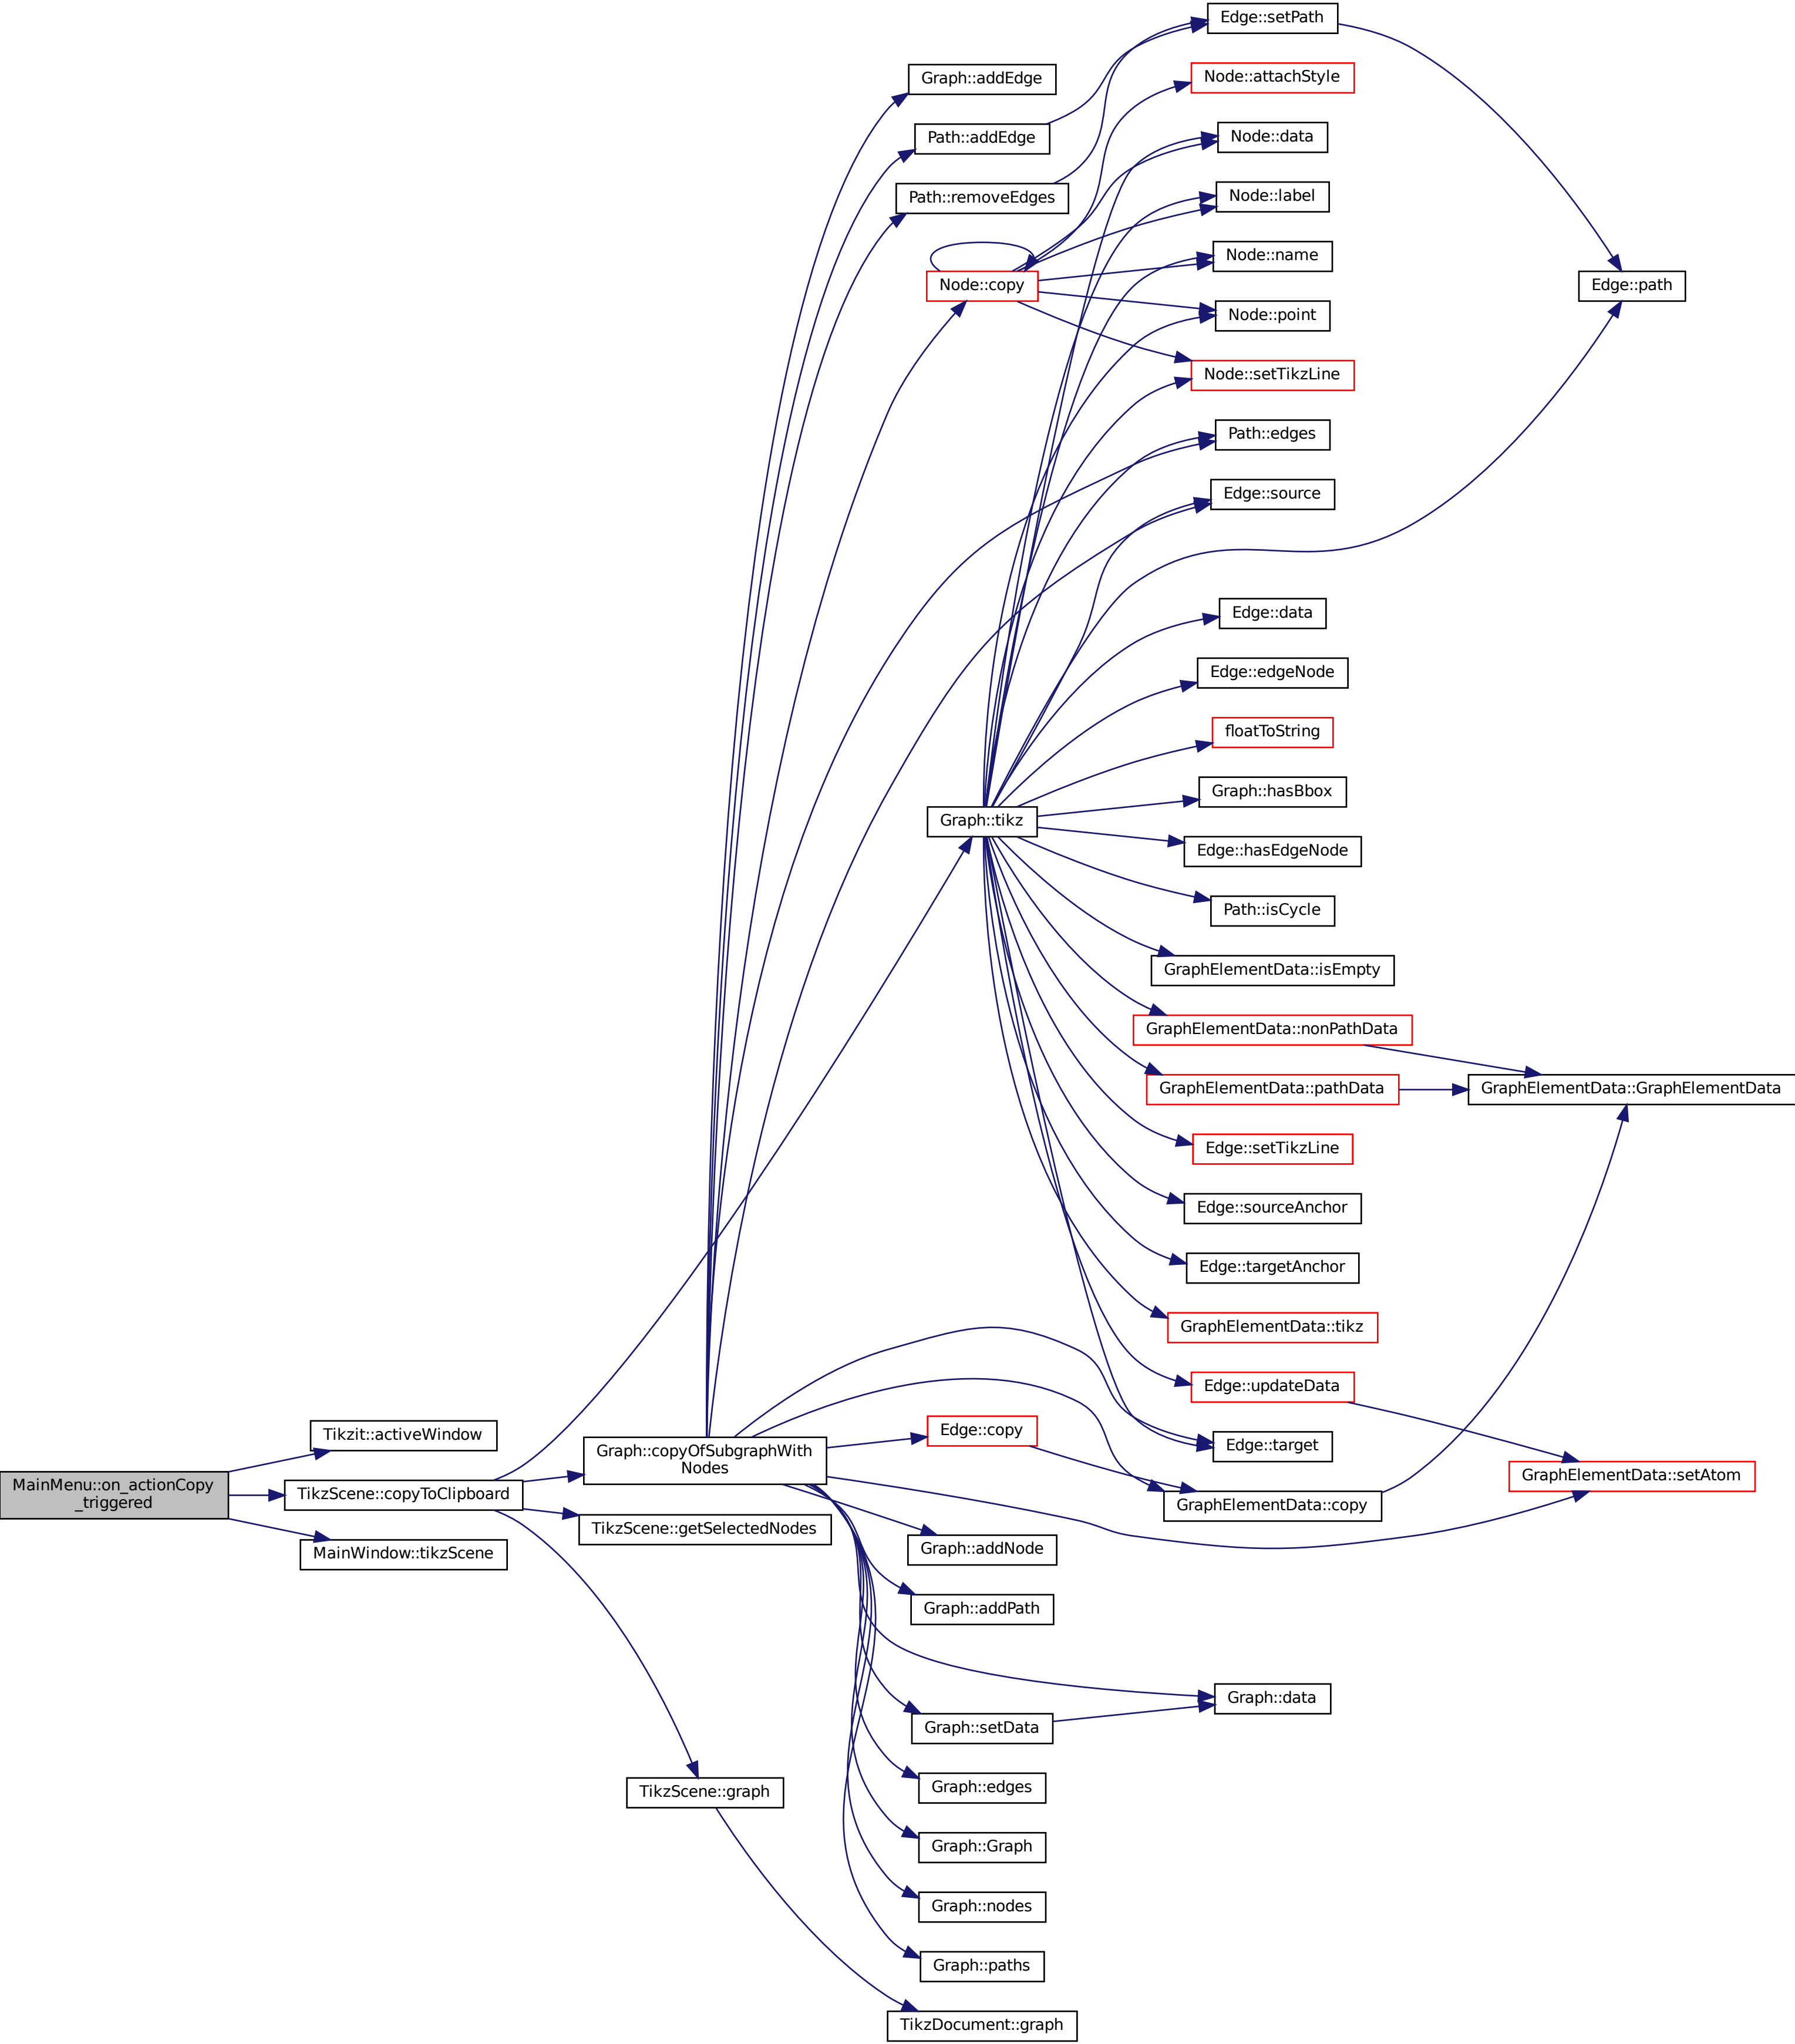 Edge::setPath
Graph::addEdge
Node::attachStyle
Path::addEdge
Node::data
Path::removeEdges
Node::label
Node::name
Node::copy
Edge::path
Node::point
Node::setTikzLine
Path::edges
Edge::source
Edge::data
Edge::edgeNode
floatToString
Graph::hasBbox
Graph::tikz
Edge::hasEdgeNode
Path::isCycle
GraphElementData::isEmpty
GraphElementData::nonPathData
GraphElementData::pathData
GraphElementData::GraphElementData
Edge::setTikzLine
Edge::sourceAnchor
Edge::targetAnchor
GraphElementData::tikz
Edge::updateData
Tikzit::activeWindow
Edge::copy
Edge::target
Graph::copyOfSubgraphWith
Nodes
GraphElementData::setAtom
MainMenu::on_actionCopy
_triggered
TikzScene::copyToClipboard
GraphElementData::copy
TikzScene::getSelectedNodes
MainWindow::tikzScene
Graph::addNode
Graph::addPath
Graph::data
Graph::setData
Graph::edges
TikzScene::graph
Graph::Graph
Graph::nodes
Graph::paths
TikzDocument::graph